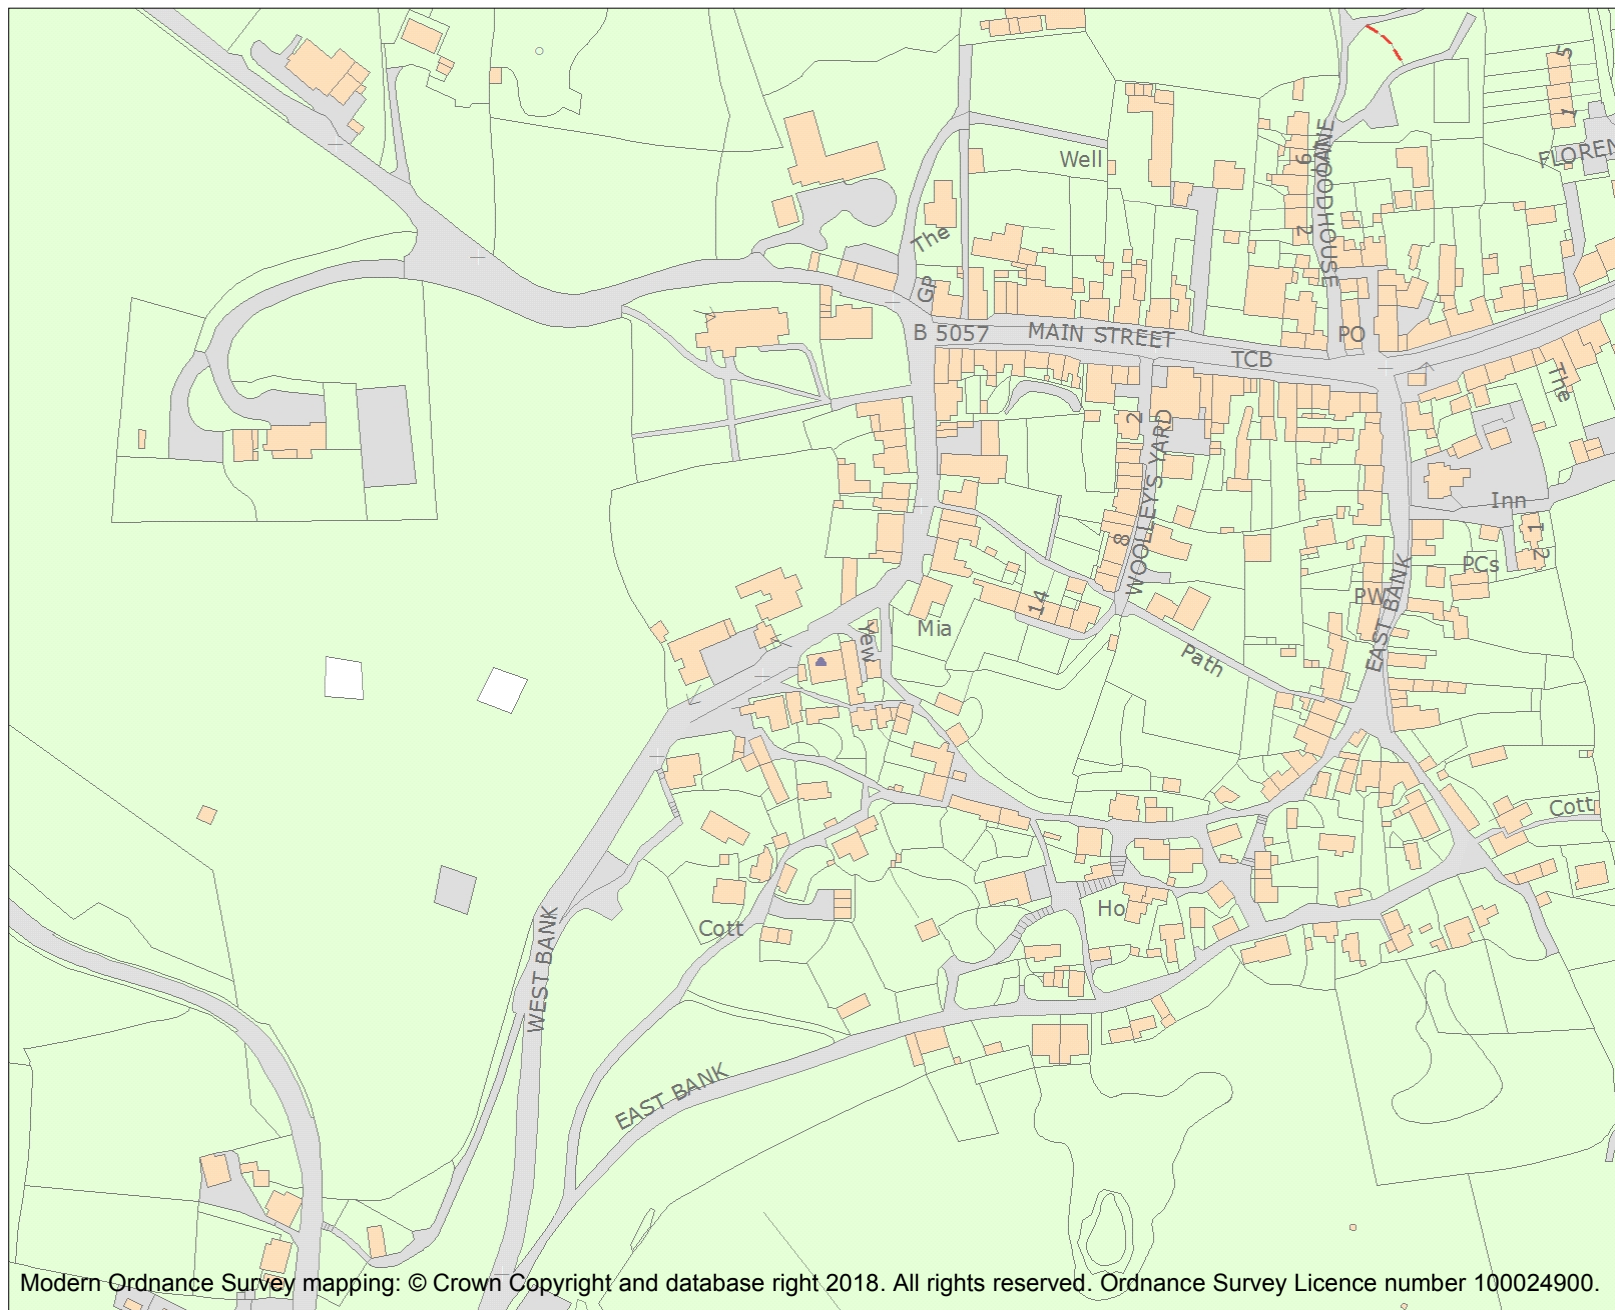 5
1
FLOREN
WOODHOUSE
LANE
9
2
Well
The
GP
B 5057
MAIN STREET
TCB
PO
The
2
WOOLLEY'S YARD
8
14
Inn
1
2
PCs
PW
EAST BANK
Mia
Yew
Path
Cott
Cott
Ho
WEST BANK
EAST BANK
Modern Ordnance Survey mapping: © Crown Copyright and database right 2018. All rights reserved. Ordnance Survey Licence number 100024900.